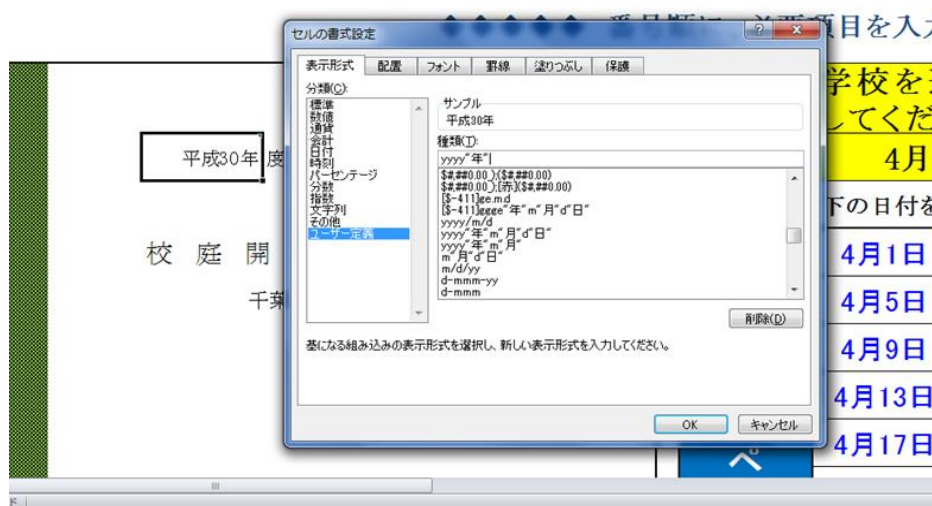 ◆◆◆◆◆
項目を入
セルの書式設定
表示形式 配置 フォント 罫線 塗りつぶし 保護
分類(C):
標準
数値
通貨
会計
日付
時刻
パーセンテージ
分数
指数
文字列
その他
ユーザー定義
サンプル
平成30年
種類(T):
yyyy"年"
$#,##0.00_);($#,##0.00)
$#,##0.00_);[赤]($#,##0.00)
[$-411]ge.m.d
[$-411]ggge"年"m"月"d"日"
yyyy/m/d
yyyy"年"m"月"d"日"
yyyy"年"m"月"
m"月"d"日"
m/d/yy
d-mmm-yy
d-mmm
削除(D)
基になる組み込みの表示形式を選択し、新しい表示形式を入力してください。
OK キャンセル
平成30年 度
校 庭 開
千葉
学校を
してくだ
4月
下の日付を
4月1日
4月5日
4月9日
4月13日
4月17日
ペ